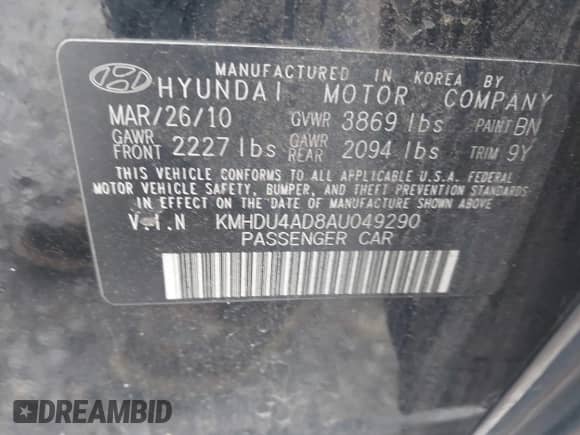 MANUFACTURED IN KOREA BY
HYUNDAI MOTOR COMPANY
MAR/26/10 GVWR 3869 lbs PAINT BN
GAWR FRONT 2227 lbs GAWR REAR 2094 lbs TRIM 9Y
THIS VEHICLE CONFORMS TO ALL APPLICABLE U.S.A. FEDERAL
MOTOR VEHICLE SAFETY, BUMPER, AND THEFT PREVENTION STANDARDS
IN EFFECT ON THE DATE OF MANUFACTURE SHOWN ABOVE
V.I.N KMHDU4AD8AU049290
PASSENGER CAR
DREAMBID